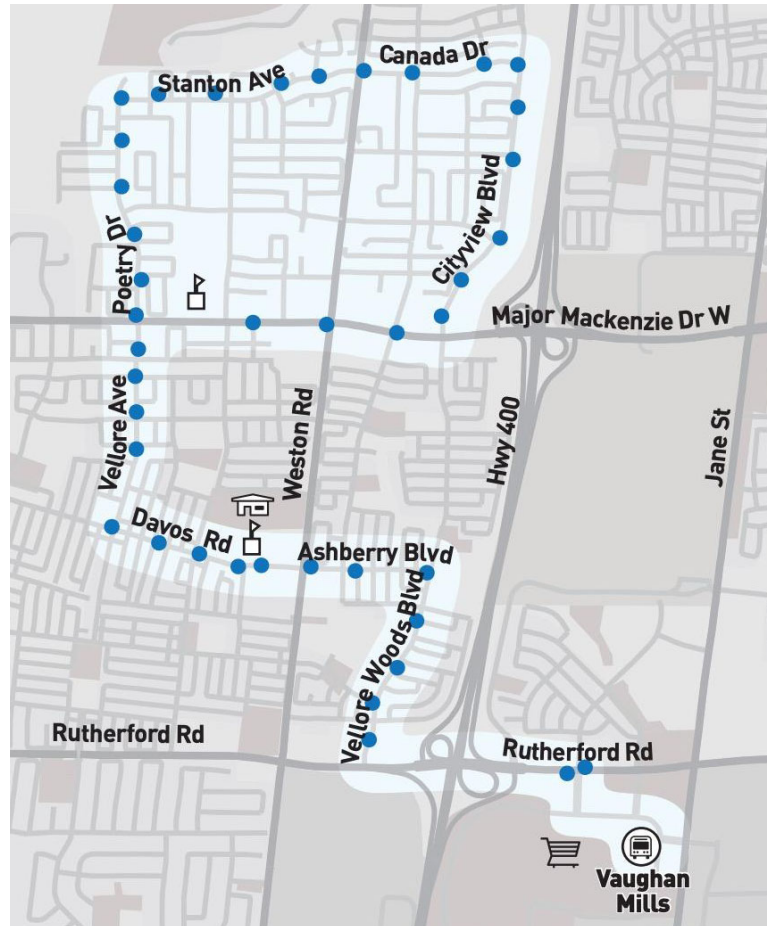 Canada Dr
Stanton Ave
Cityview Blvd
Poetry Dr
Major Mackenzie Dr W
Vellore Ave
Weston Rd
Hwy 400
Jane St
Davos Rd
Ashberry Blvd
Vellore Woods Blvd
Rutherford Rd
Rutherford Rd
Vaughan
Mills